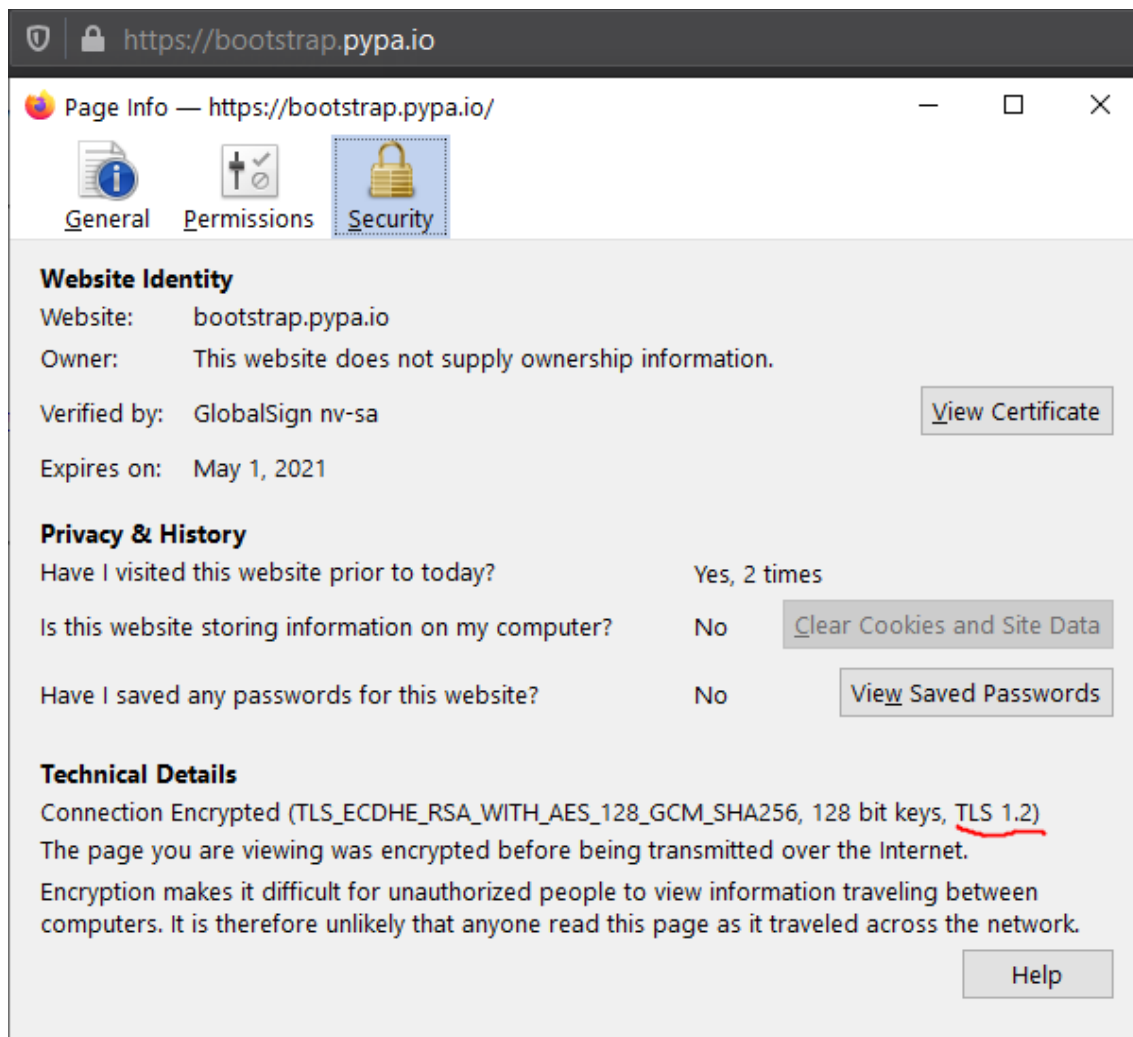 https://bootstrap.pypa.io
Page Info — https://bootstrap.pypa.io/
General Permissions Security
Website Identity
Website: bootstrap.pypa.io
Owner: This website does not supply ownership information.
Verified by: GlobalSign nv-sa View Certificate
Expires on: May 1, 2021
Privacy & History
Have I visited this website prior to today? Yes, 2 times
Is this website storing information on my computer? No Clear Cookies and Site Data
Have I saved any passwords for this website? No View Saved Passwords
Technical Details
Connection Encrypted (TLS_ECDHE_RSA_WITH_AES_128_GCM_SHA256, 128 bit keys, TLS 1.2)
The page you are viewing was encrypted before being transmitted over the Internet.
Encryption makes it difficult for unauthorized people to view information traveling between
computers. It is therefore unlikely that anyone read this page as it traveled across the network.
Help